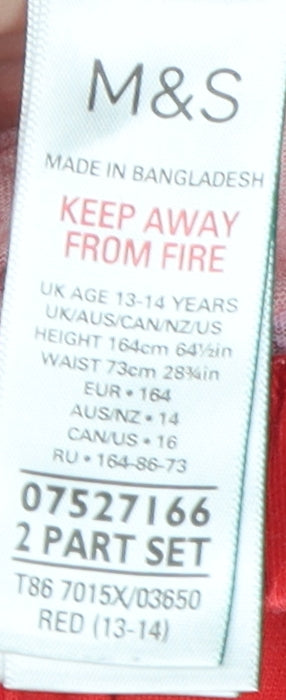 M&S
MADE IN BANGLADESH
KEEP AWAY
FROM FIRE
UK AGE 13-14 YEARS
UK/AUS/CAN/NZ/US
HEIGHT 164cm 64½in
WAIST 73cm 28¾in
EUR • 164
AUS/NZ • 14
CAN/US • 16
RU • 164-86-73
07527166
2 PART SET
T86 7015X/03650
RED (13-14)